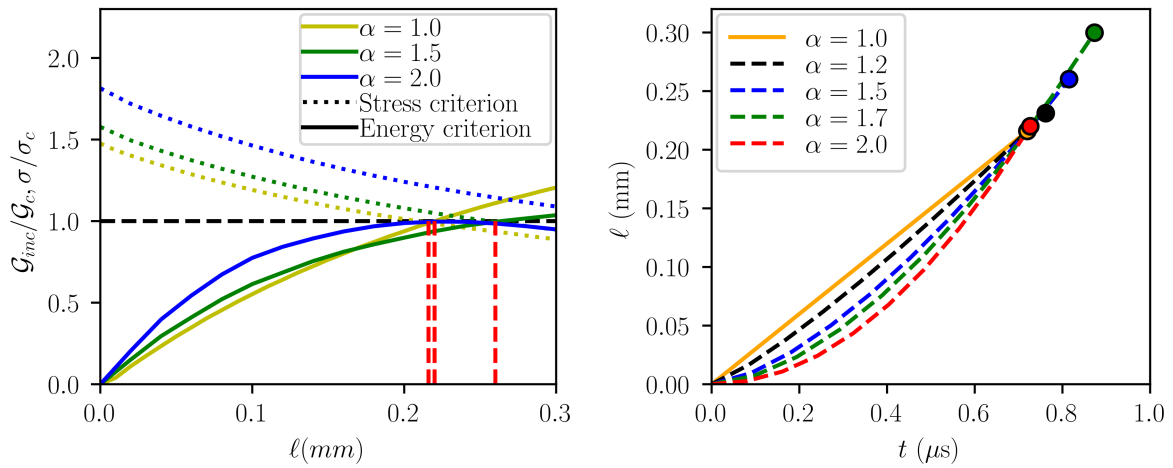 2.0
1.5
1.0
0.5
0.0
𝒢inc/𝒢c, σ/σc
α = 1.0
α = 1.5
α = 2.0
Stress criterion
Energy criterion
0.0 0.1 0.2 0.3
ℓ(mm)
0.30
0.25
0.20
0.15
0.10
0.05
0.00
ℓ (mm)
α = 1.0
α = 1.2
α = 1.5
α = 1.7
α = 2.0
0.0 0.2 0.4 0.6 0.8 1.0
t (μs)